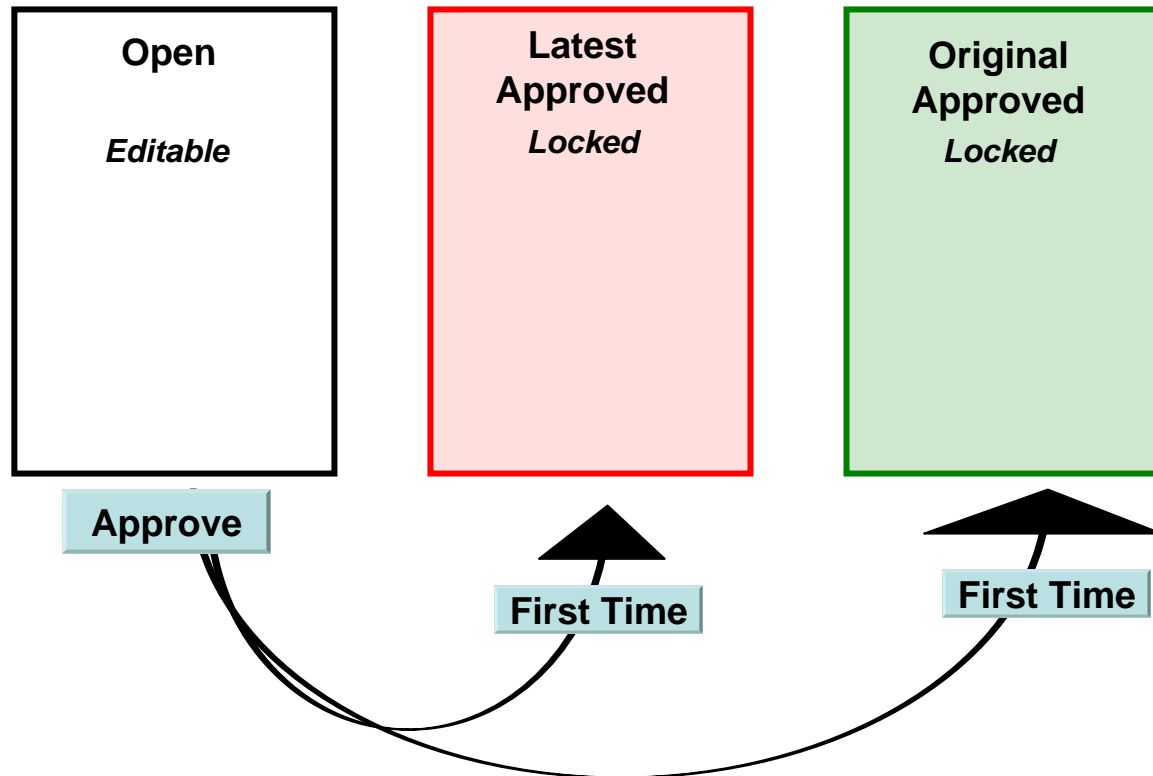 Open
Editable
Latest
Approved
Locked
Original
Approved
Locked
Approve
First Time
First Time